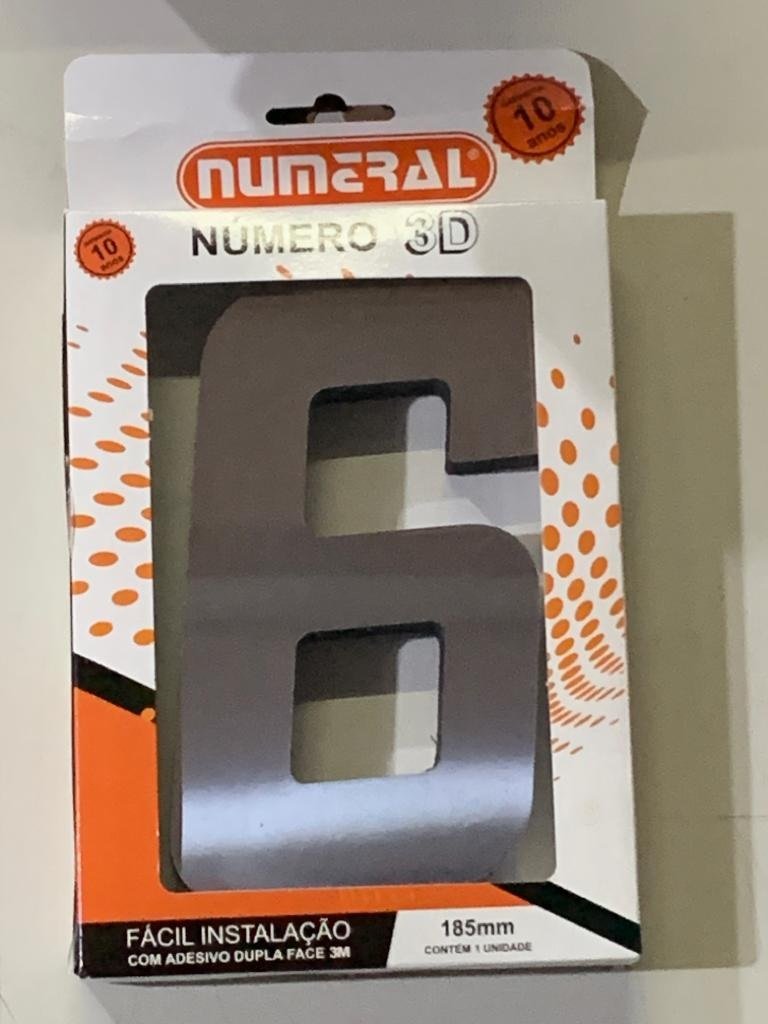 10
anos
NUMERAL®
10
anos
NÚMERO 3D
6
FÁCIL INSTALAÇÃO
COM ADESIVO DUPLA FACE 3M
185mm
CONTÉM 1 UNIDADE